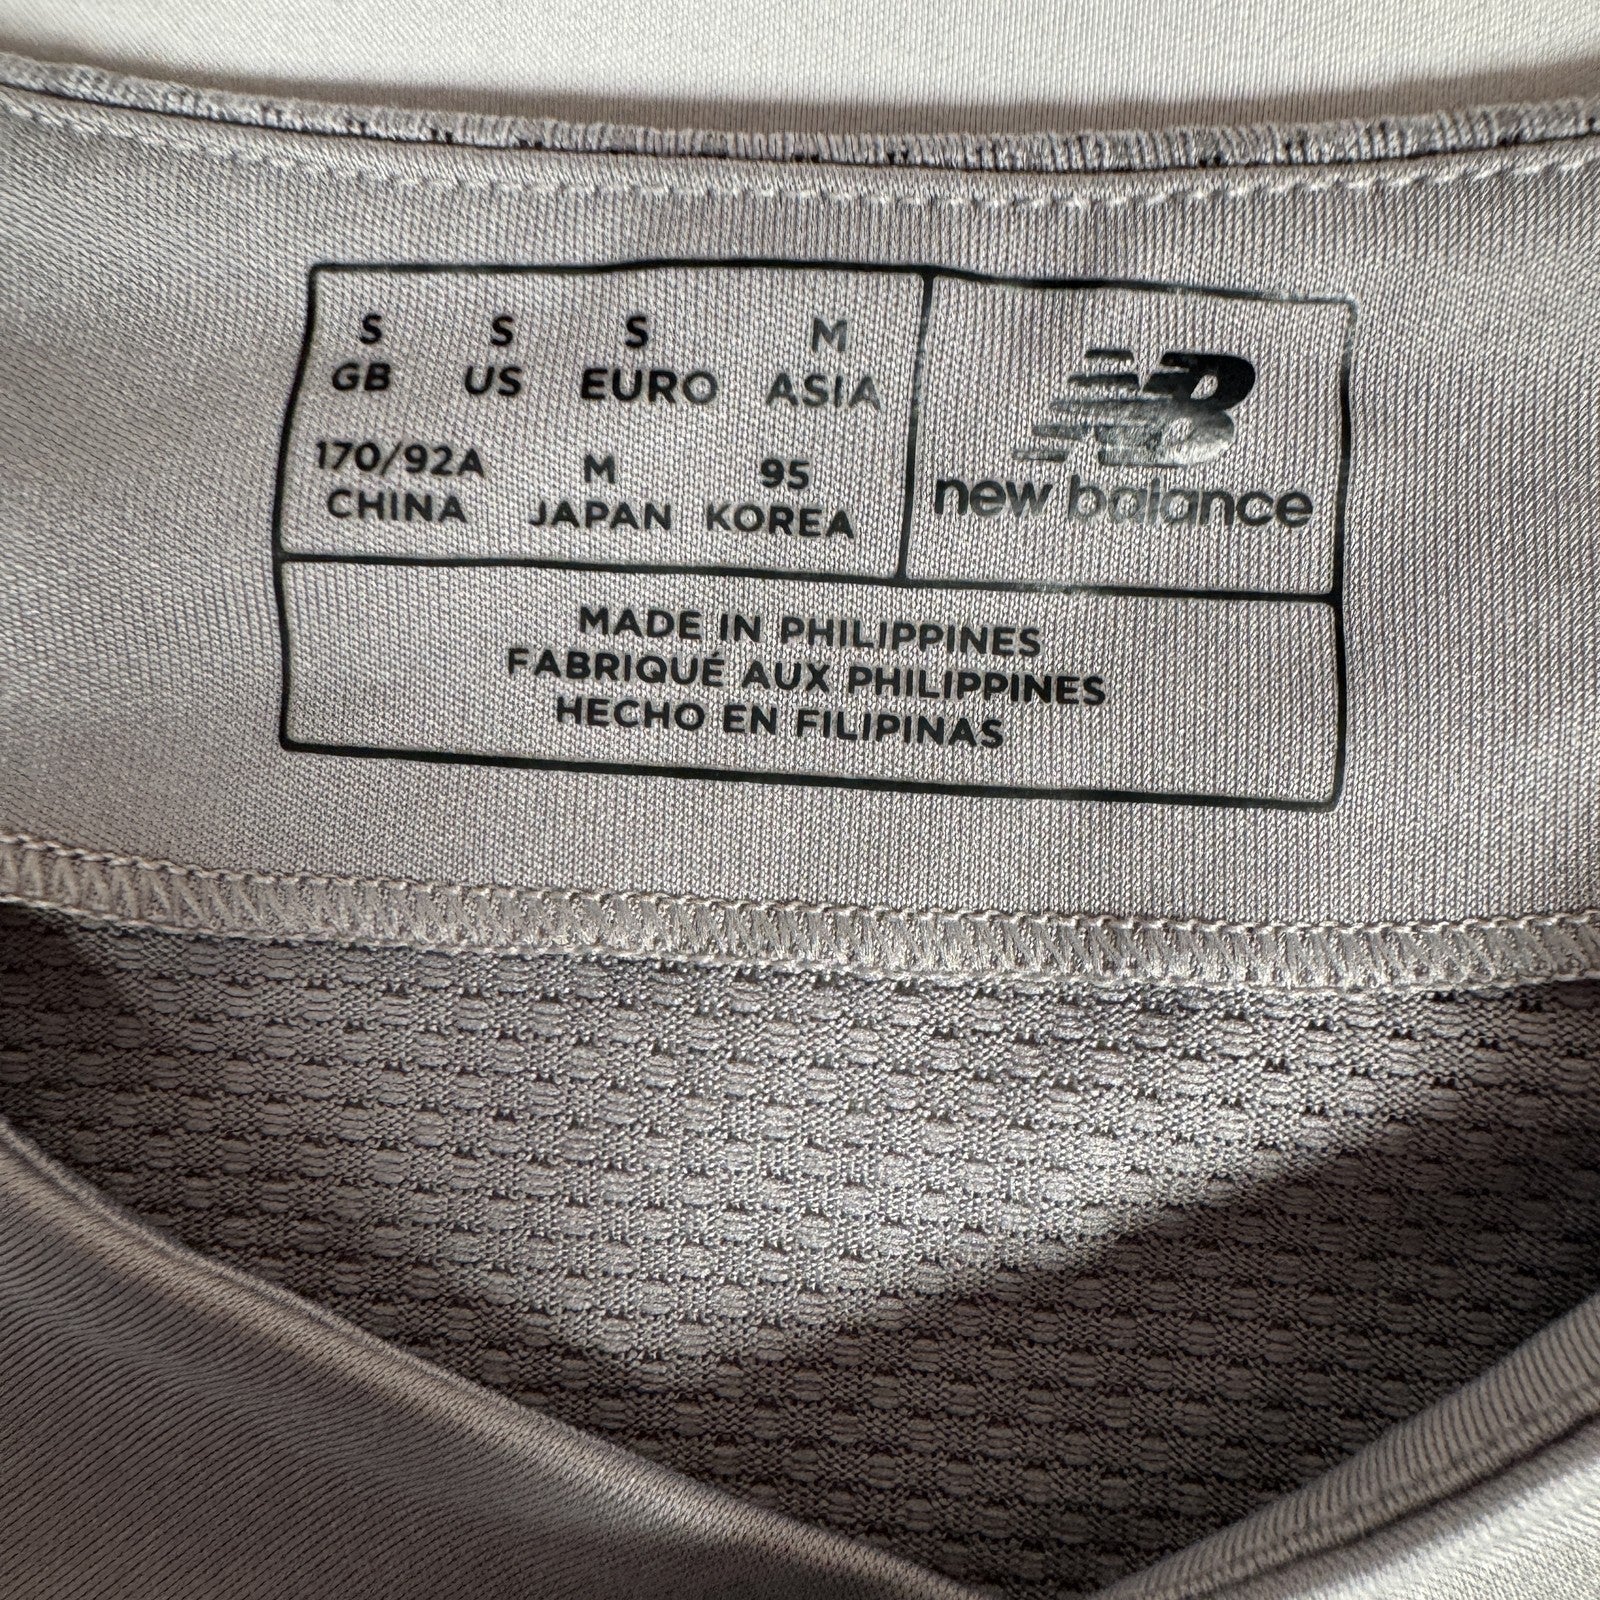 S S S M
GB US EURO ASIA
170/92A M 95
CHINA JAPAN KOREA
NB
new balance
MADE IN PHILIPPINES
FABRIQUÉ AUX PHILIPPINES
HECHO EN FILIPINAS